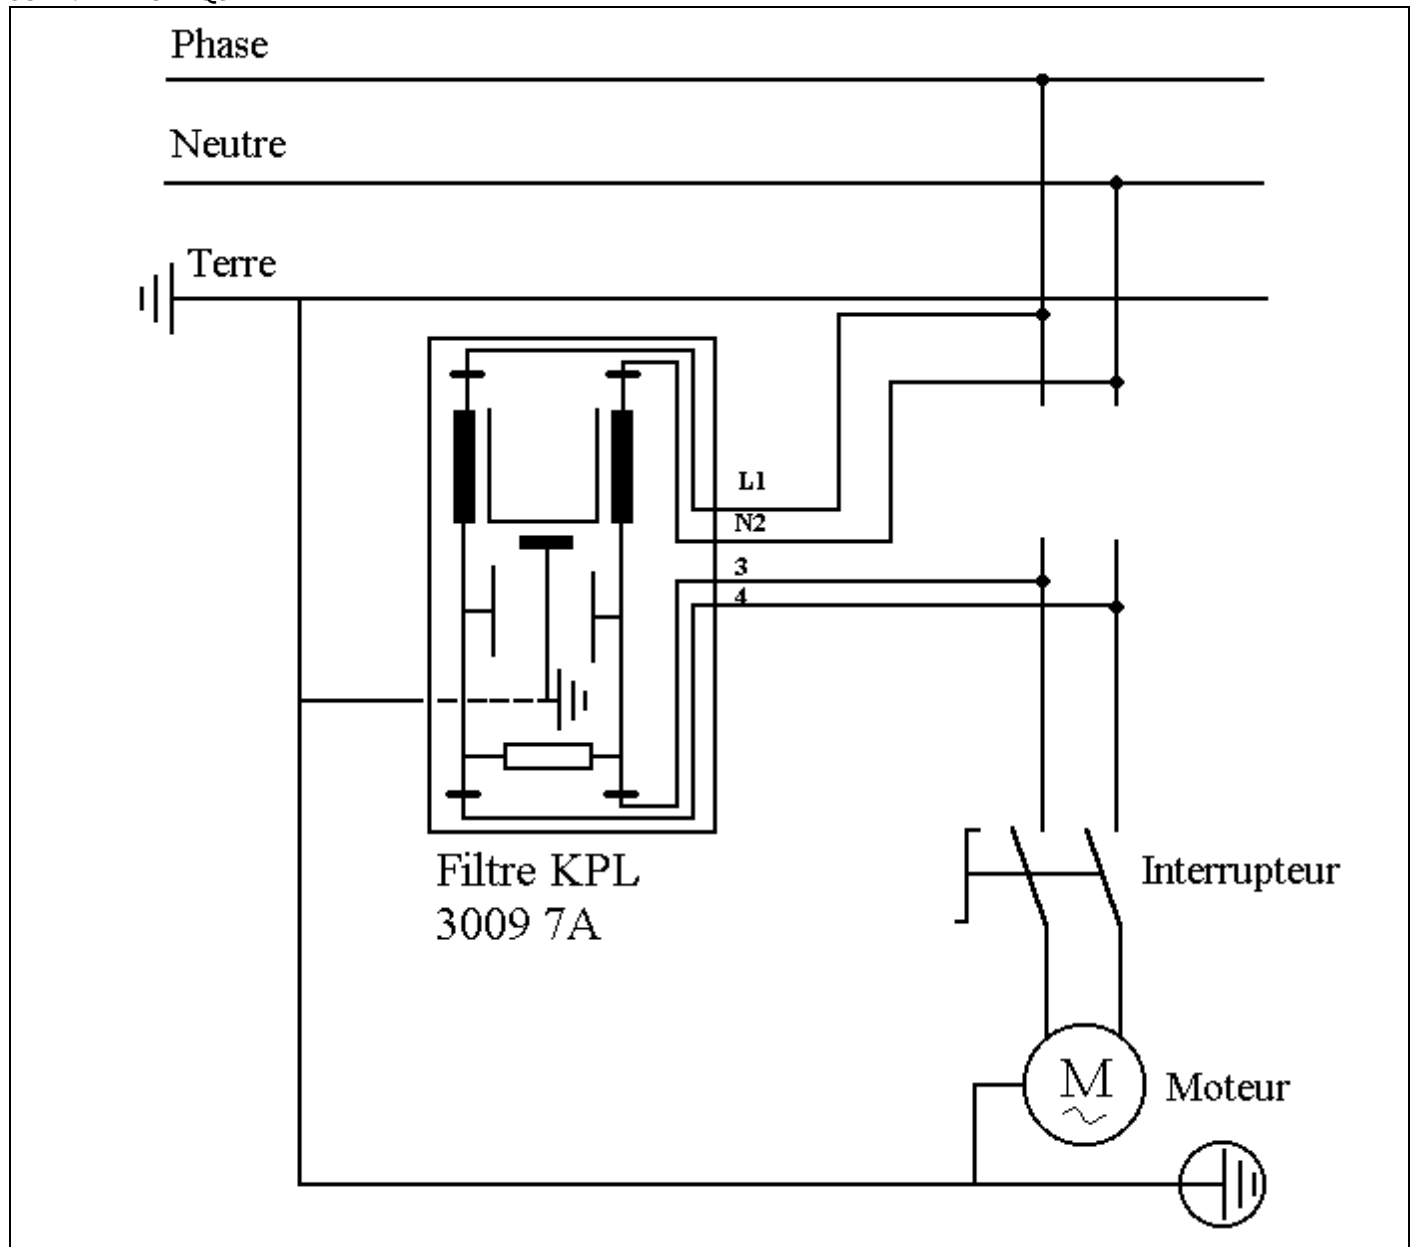 Phase
Neutre
Terre
L1
N2
3
4
Filtre KPL
3009 7A
Interrupteur
M
Moteur